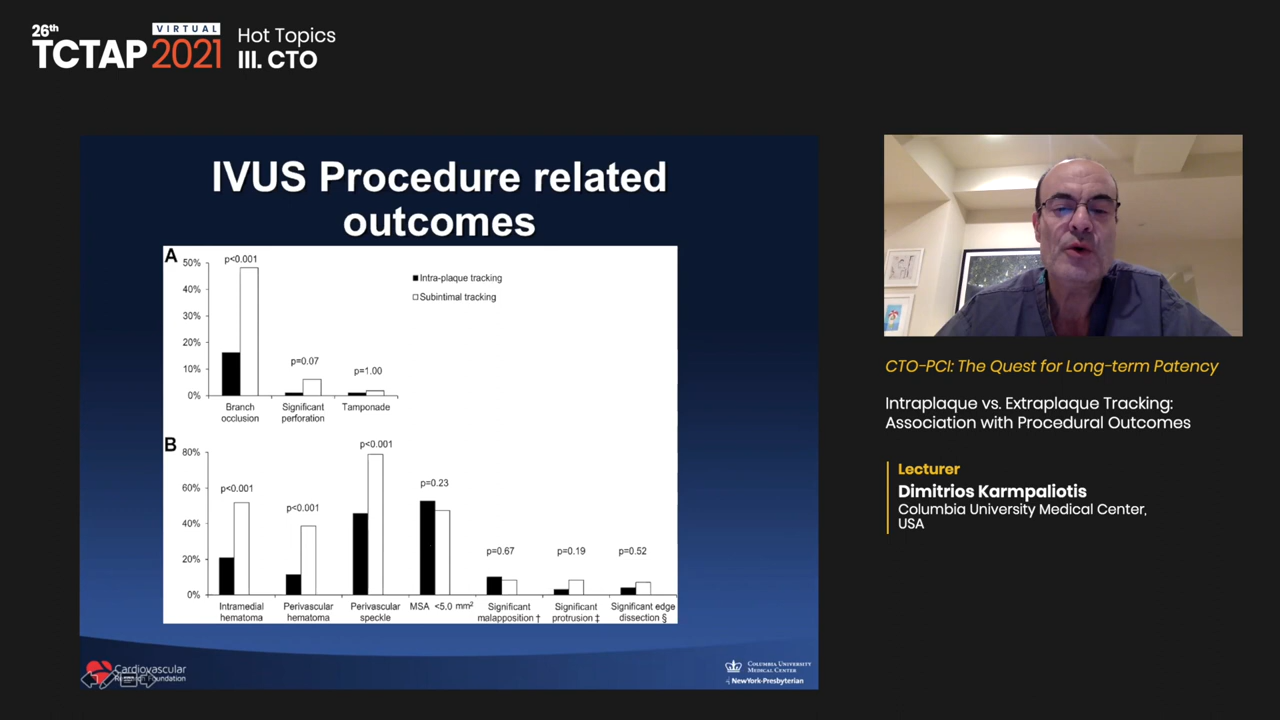 26th
VIRTUAL
TCTAP 2021
Hot Topics
III. CTO
IVUS Procedure related
outcomes
A
50%
40%
30%
20%
10%
0%
p<0.001
p=0.07
p=1.00
Intra-plaque tracking
Subintimal tracking
Branch
occlusion
Significant
perforation
Tamponade
B
80%
60%
40%
20%
0%
p<0.001
p<0.001
p<0.001
p=0.23
p=0.67
p=0.19
p=0.52
Intramedial
hematoma
Perivascular
hematoma
Perivascular
speckle
MSA <5.0 mm²
Significant
malapposition †
Significant
protrusion ‡
Significant edge
dissection §
Cardiovascular
Research Foundation
COLUMBIA UNIVERSITY
MEDICAL CENTER
NewYork-Presbyterian
CTO-PCI: The Quest for Long-term Patency
Intraplaque vs. Extraplaque Tracking:
Association with Procedural Outcomes
Lecturer
Dimitrios Karmpaliotis
Columbia University Medical Center,
USA